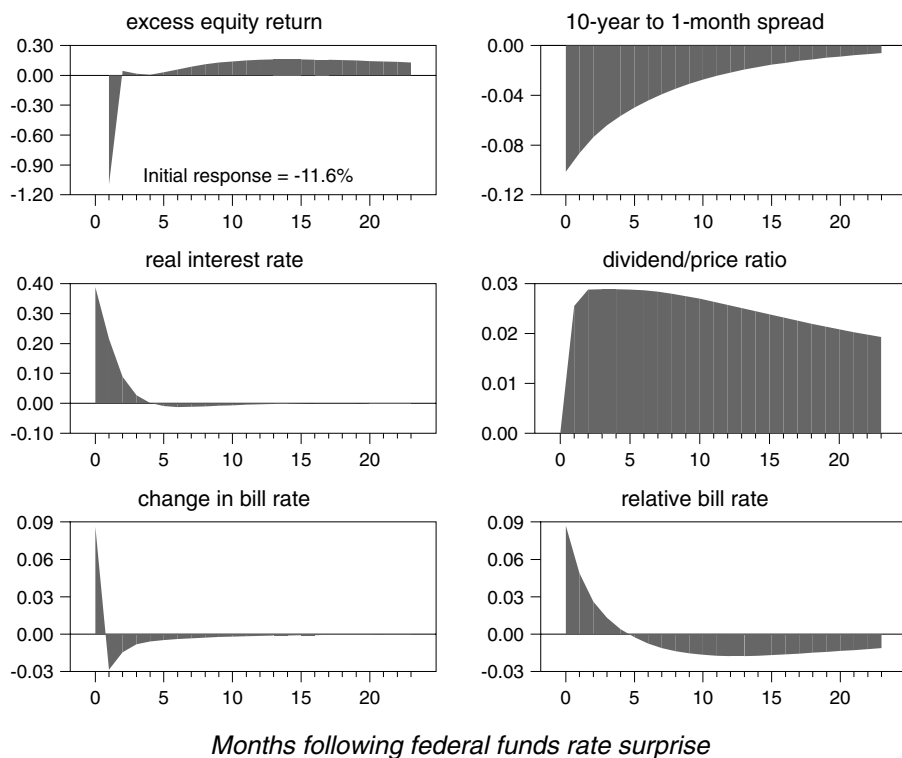 excess equity return
0.30
0.00
-0.30
-0.60
-0.90
-1.20
Initial response = -11.6%
0 5 10 15 20
10-year to 1-month spread
0.00
-0.04
-0.08
-0.12
0 5 10 15 20
real interest rate
0.40
0.30
0.20
0.10
0.00
-0.10
0 5 10 15 20
dividend/price ratio
0.03
0.02
0.01
0.00
0 5 10 15 20
change in bill rate
0.09
0.06
0.03
0.00
-0.03
0 5 10 15 20
relative bill rate
0.09
0.06
0.03
0.00
-0.03
0 5 10 15 20
Months following federal funds rate surprise